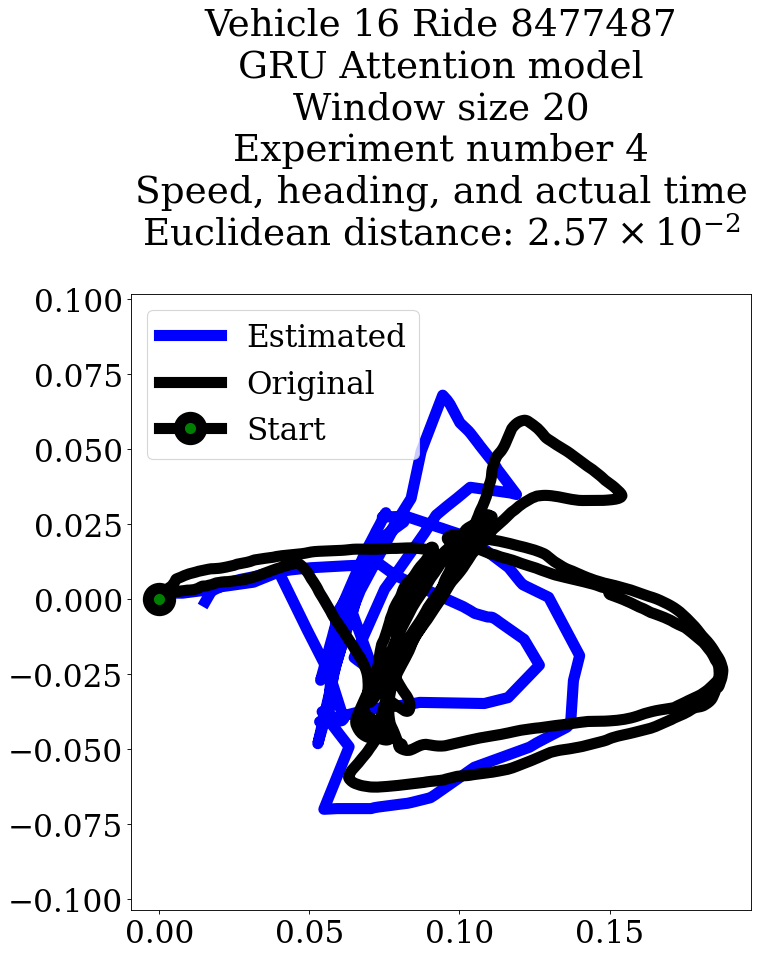 Vehicle 16 Ride 8477487
GRU Attention model
Window size 20
Experiment number 4
Speed, heading, and actual time
Euclidean distance: 2.57 × 10⁻²
0.100
0.075
0.050
0.025
0.000
−0.025
−0.050
−0.075
−0.100
Estimated
Original
Start
0.00 0.05 0.10 0.15